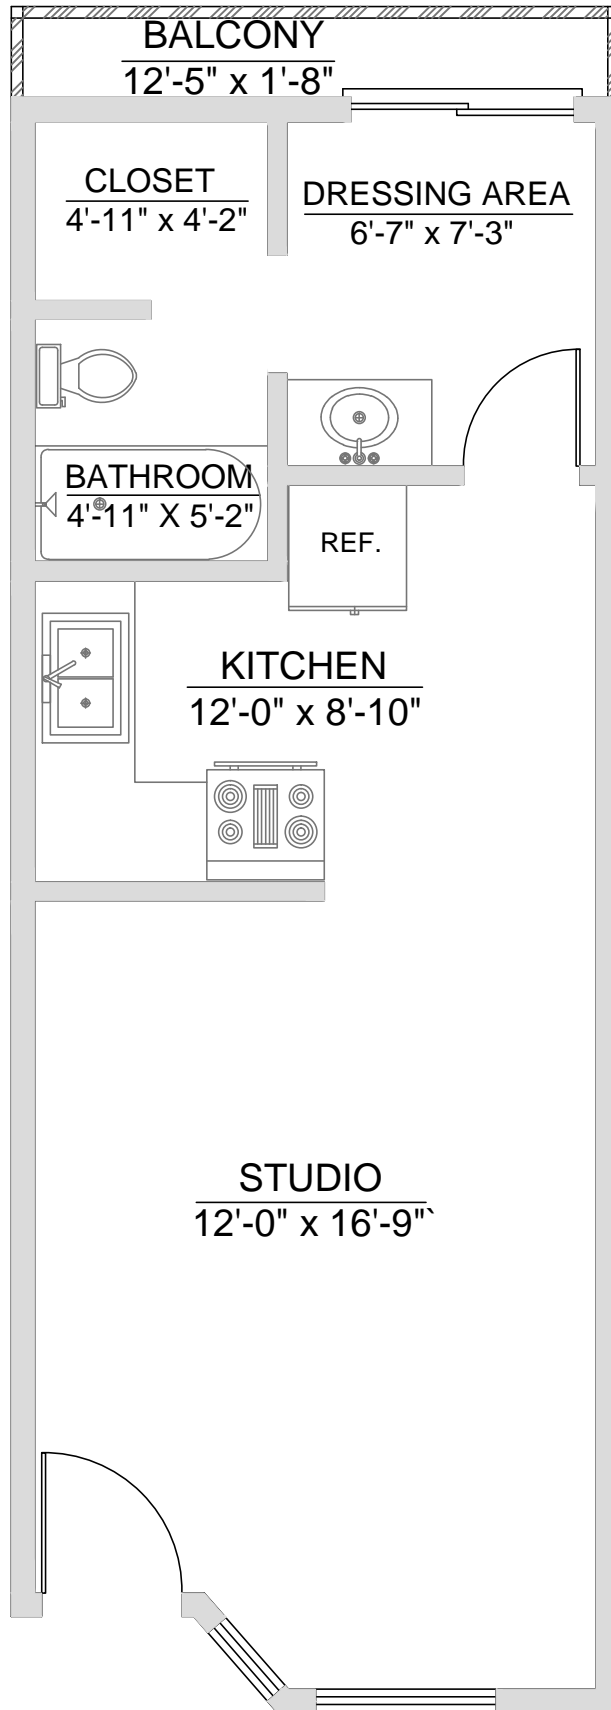 BALCONY
12'-5" x 1'-8"
CLOSET
4'-11" x 4'-2"
DRESSING AREA
6'-7" x 7'-3"
BATHROOM
4'-11" X 5'-2"
REF.
KITCHEN
12'-0" x 8'-10"
STUDIO
12'-0" x 16'-9"`